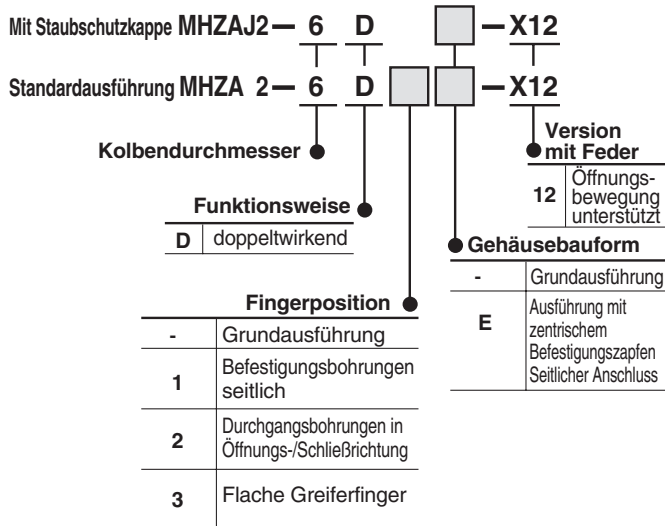 Mit Staubschutzkappe MHZAJ2 — 6 D — X12
Standardausführung MHZA 2 — 6 D — X12
Kolbendurchmesser
Version
mit Feder
12 Öffnungs-
bewegung
unterstützt
Funktionsweise
D doppeltwirkend
Gehäusebauform
- Grundausführung
E Ausführung mit
zentrischem
Befestigungszapfen
Seitlicher Anschluss
Fingerposition
- Grundausführung
1 Befestigungsbohrungen
seitlich
2 Durchgangsbohrungen in
Öffnungs-/Schließrichtung
3 Flache Greiferfinger